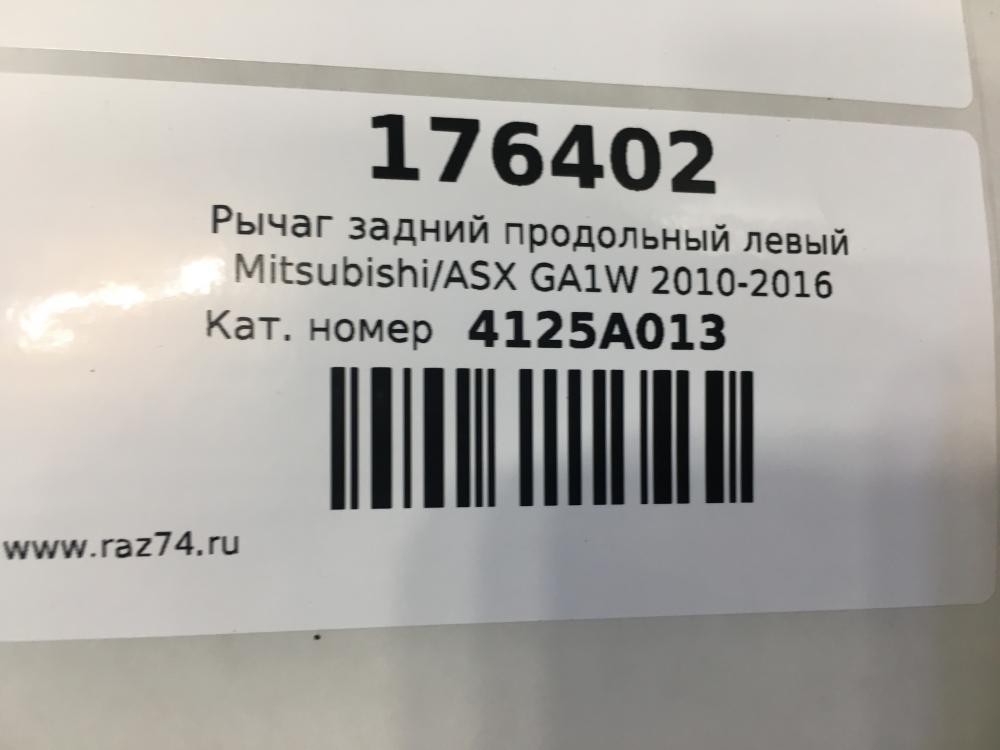 176402
Рычаг задний продольный левый
Mitsubishi/ASX GA1W 2010-2016
Кат. номер 4125A013
www.raz74.ru